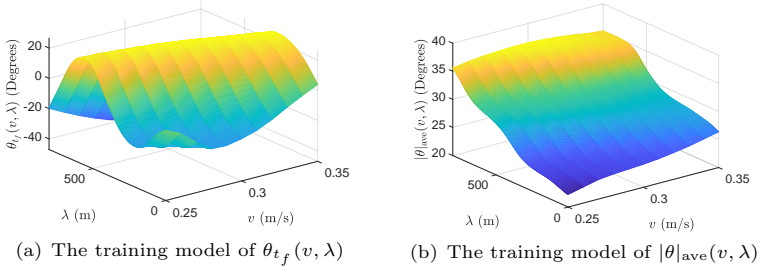 20
0
-20
-40
θ_{t_f}(v, λ) (Degrees)
500
0
λ (m)
0.25
0.3
0.35
v (m/s)
(a) The training model of θ_{t_f}(v, λ)
40
35
30
25
20
|θ|_{ave}(v, λ) (Degrees)
500
0
λ (m)
0.25
0.3
0.35
v (m/s)
(b) The training model of |θ|_{ave}(v, λ)